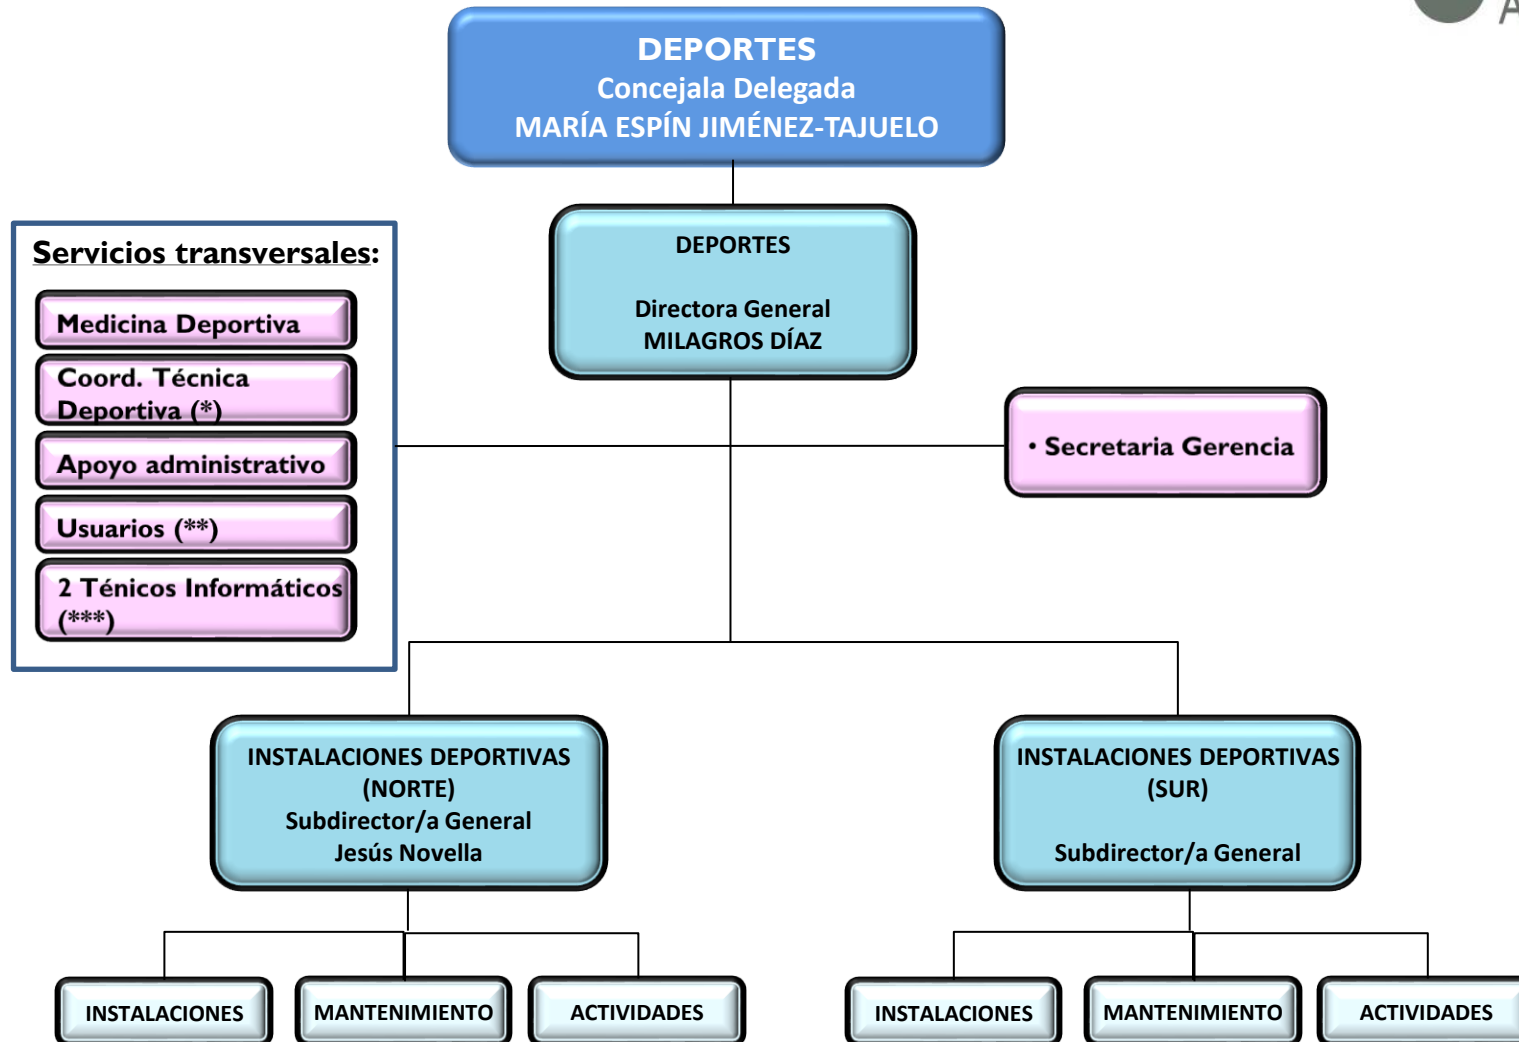 A
DEPORTES
Concejala Delegada
MARÍA ESPÍN JIMÉNEZ-TAJUELO
DEPORTES
Directora General
MILAGROS DÍAZ
Servicios transversales:
Medicina Deportiva
Coord. Técnica
Deportiva (*)
Apoyo administrativo
Usuarios (**)
2 Ténicos Informáticos
(***)
• Secretaria Gerencia
INSTALACIONES DEPORTIVAS
(NORTE)
Subdirector/a General
Jesús Novella
INSTALACIONES DEPORTIVAS
(SUR)
Subdirector/a General
INSTALACIONES
MANTENIMIENTO
ACTIVIDADES
INSTALACIONES
MANTENIMIENTO
ACTIVIDADES